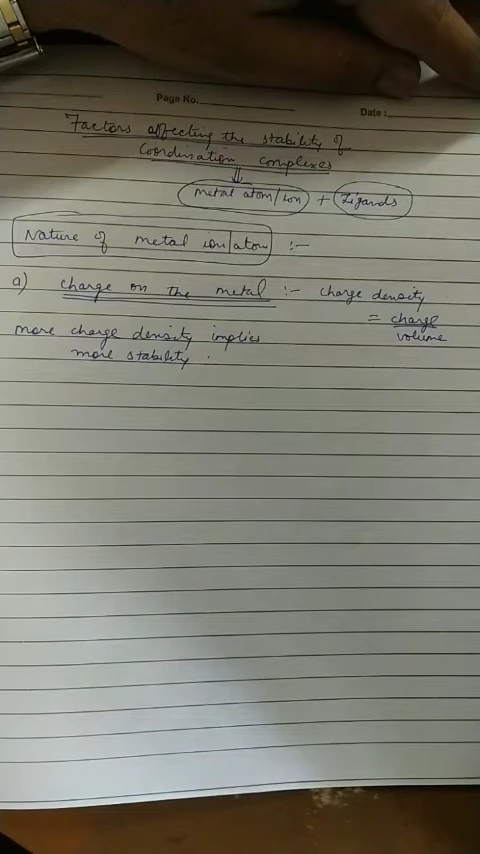 Page No.
Date :
Factors affecting the stability of
Coordination complexes
⇓
metal atom/ion + Ligands
Nature of metal ion/atom :-
a) charge on the metal :- charge density
= charge
volume
more charge density implies
more stability .